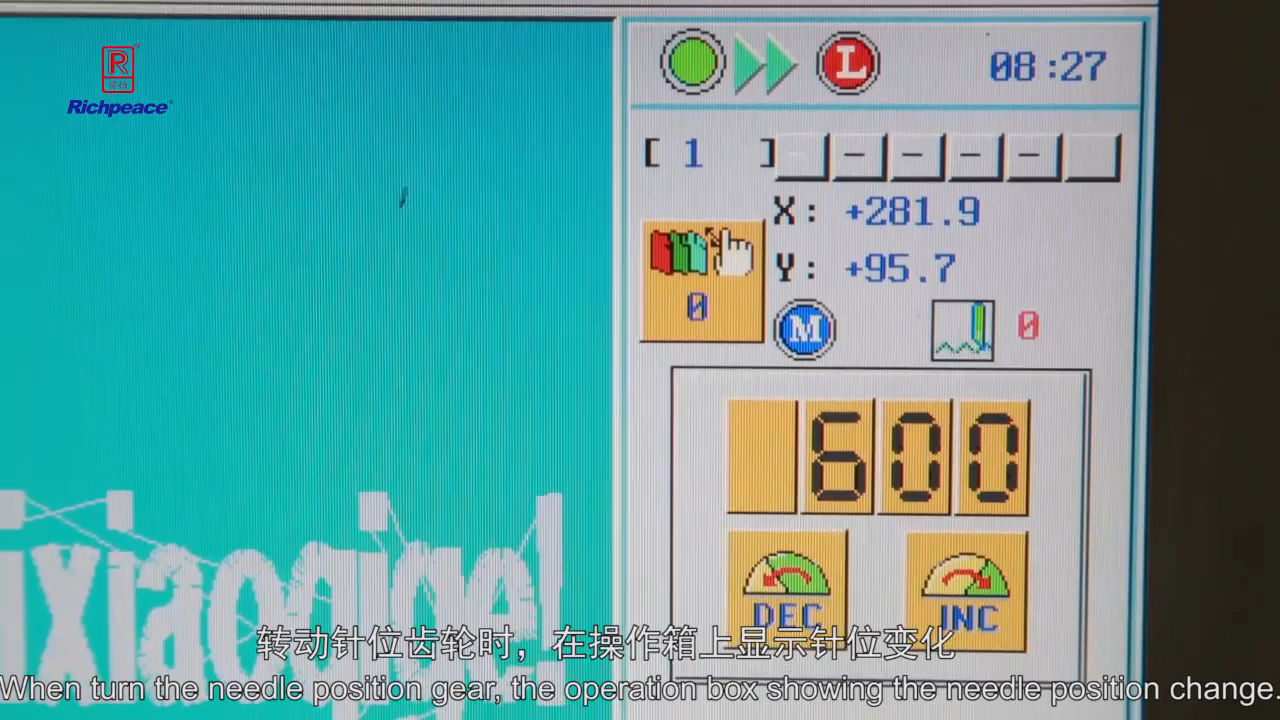 R
Richpeace
L
08:27
[ 1 ]
- - - -
X: +281.9
Y: +95.7
0
M
0
600
DEC
INC
转动针位齿轮时，在操作箱上显示针位变化
When turn the needle position gear, the operation box showing the needle position change.